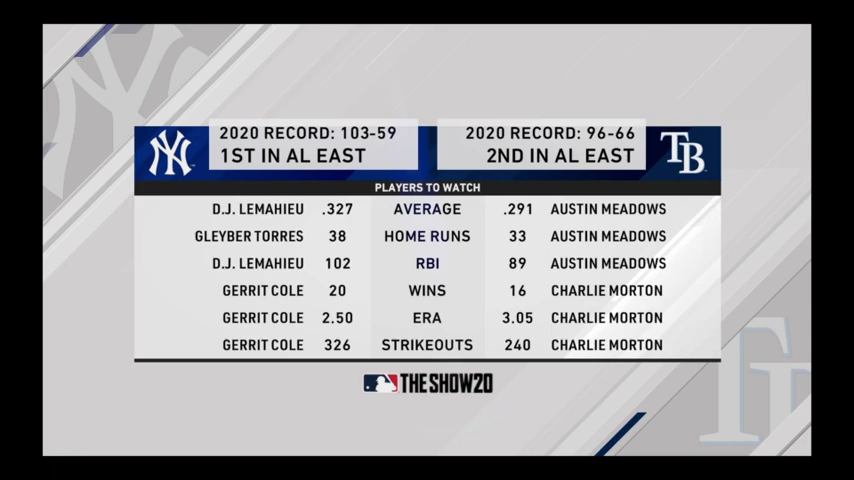 2020 RECORD: 103-59
1ST IN AL EAST
2020 RECORD: 96-66
2ND IN AL EAST
NY
TB
PLAYERS TO WATCH
D.J. LEMAHIEU .327 AVERAGE .291 AUSTIN MEADOWS
GLEYBER TORRES 38 HOME RUNS 33 AUSTIN MEADOWS
D.J. LEMAHIEU 102 RBI 89 AUSTIN MEADOWS
GERRIT COLE 20 WINS 16 CHARLIE MORTON
GERRIT COLE 2.50 ERA 3.05 CHARLIE MORTON
GERRIT COLE 326 STRIKEOUTS 240 CHARLIE MORTON
THE SHOW20